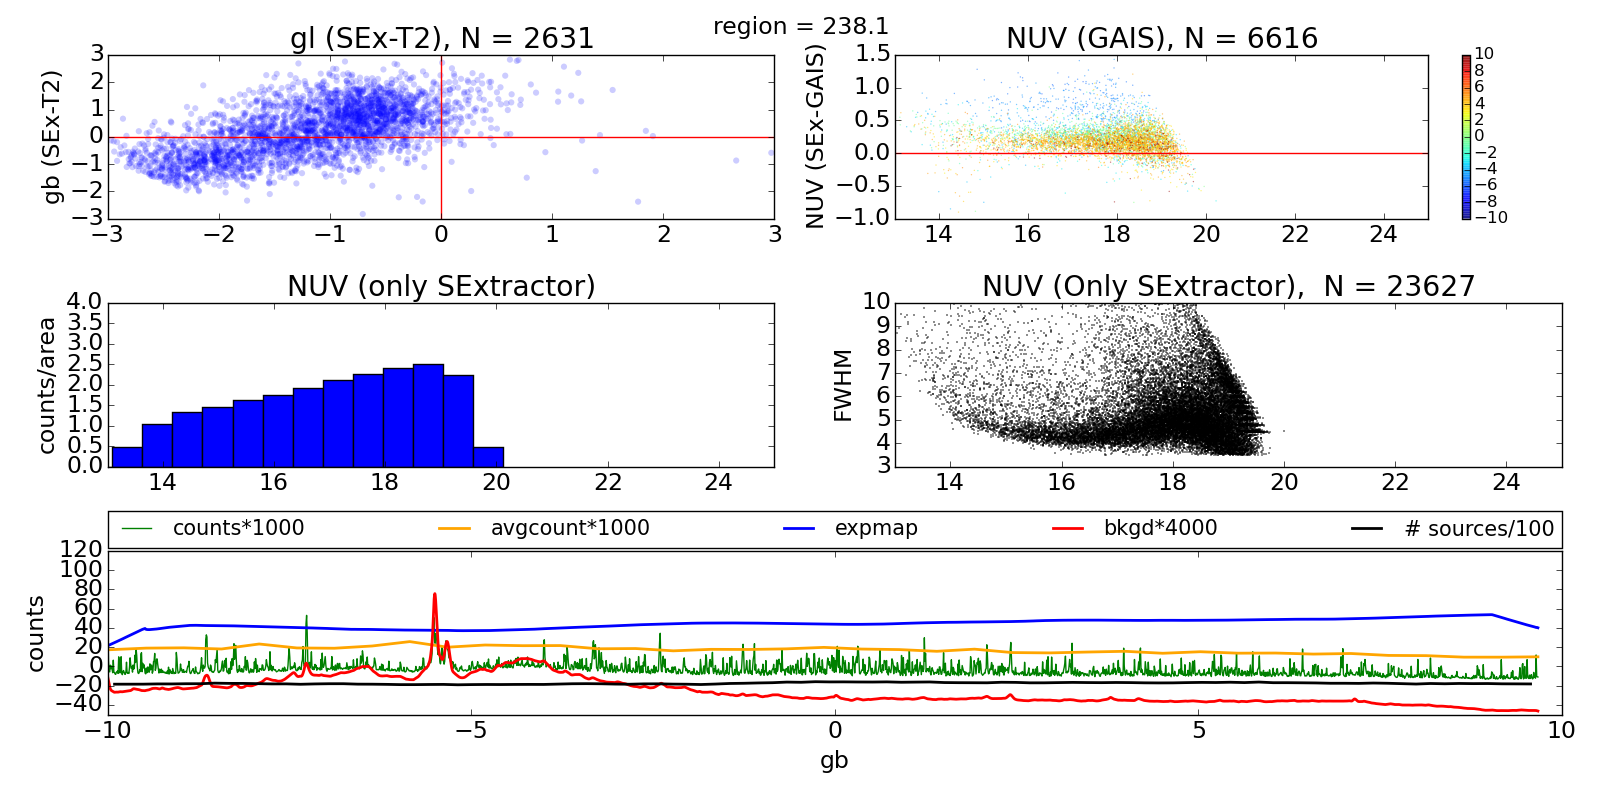 region = 238.1
gl (SEx-T2), N = 2631
gb (SEx-T2)
3
2
1
0
−1
−2
−3
−3 −2 −1 0 1 2 3
NUV (GAIS), N = 6616
NUV (SEx-GAIS)
1.5
1.0
0.5
0.0
−0.5
−1.0
14 16 18 20 22 24
10
8
6
4
2
0
−2
−4
−6
−8
−10
NUV (only SExtractor)
counts/area
4.0
3.5
3.0
2.5
2.0
1.5
1.0
0.5
0.0
14 16 18 20 22 24
NUV (Only SExtractor), N = 23627
FWHM
10
9
8
7
6
5
4
3
14 16 18 20 22 24
counts*1000 avgcount*1000 expmap bkgd*4000 # sources/100
counts
120
100
80
60
40
20
0
−20
−40
−10 −5 0 5 10
gb